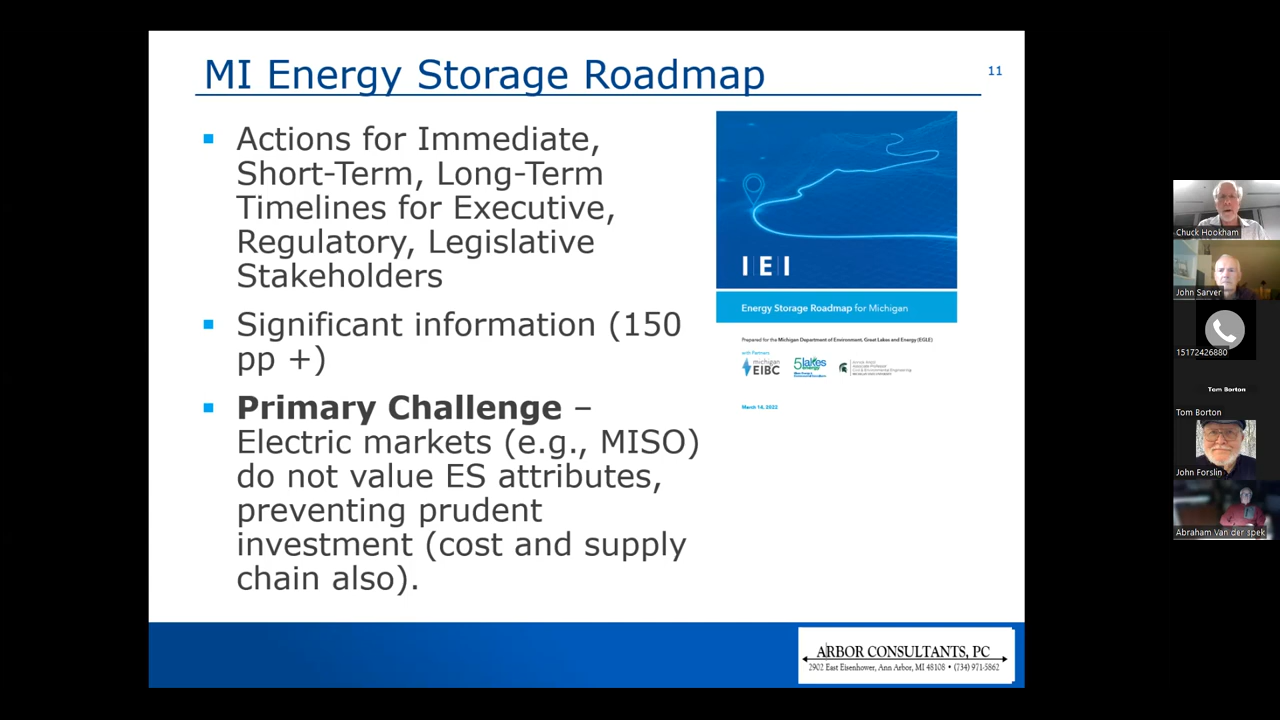 MI Energy Storage Roadmap
11
Actions for Immediate,
Short-Term, Long-Term
Timelines for Executive,
Regulatory, Legislative
Stakeholders
Significant information (150
pp +)
Primary Challenge –
Electric markets (e.g., MISO)
do not value ES attributes,
preventing prudent
investment (cost and supply
chain also).
IEI
Energy Storage Roadmap for Michigan
Prepared for the Michigan Department of Environment, Great Lakes and Energy (EGLE)
with Partners
michigan
EIBC
5lakes
energy
March 14, 2022
ARBOR CONSULTANTS, PC
2902 East Eisenhower, Ann Arbor, MI 48108 • (734) 971-5862
Chuck Hookham
John Sarver
15172426880
Tom Borton
Tom Borton
John Forslin
Abraham Van der spek